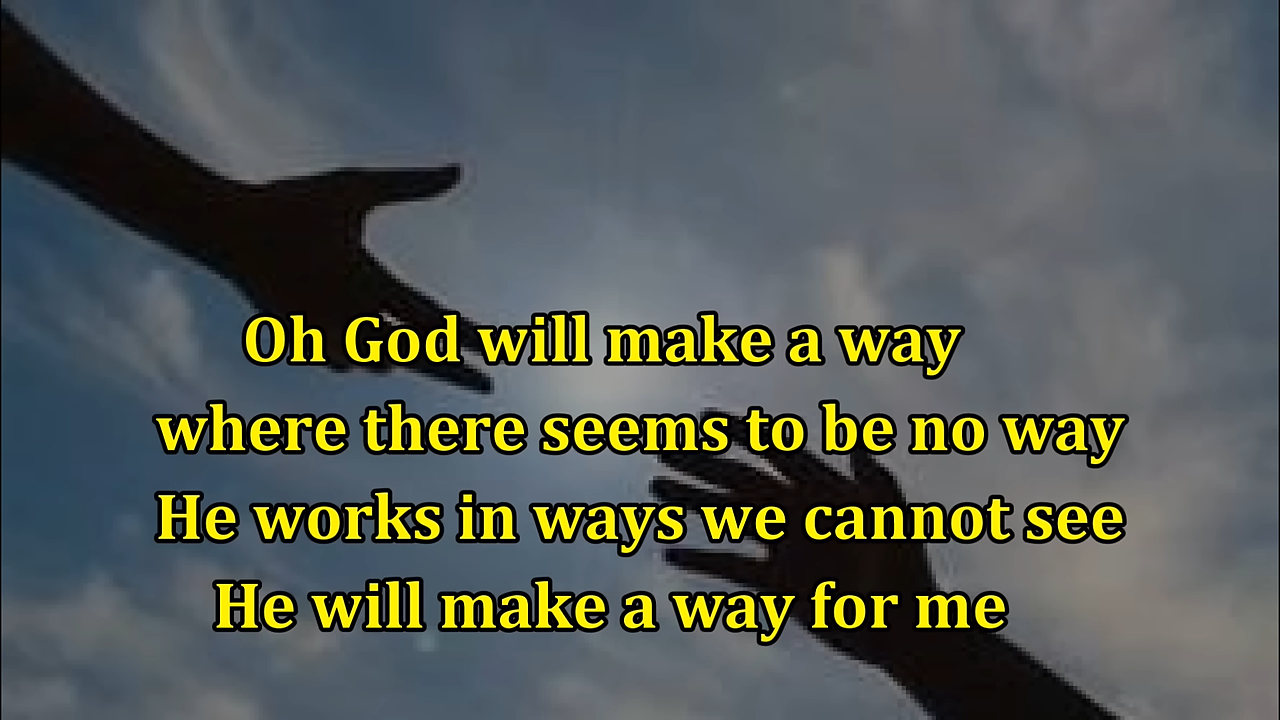 Oh God will make a way
where there seems to be no way
He works in ways we cannot see
He will make a way for me